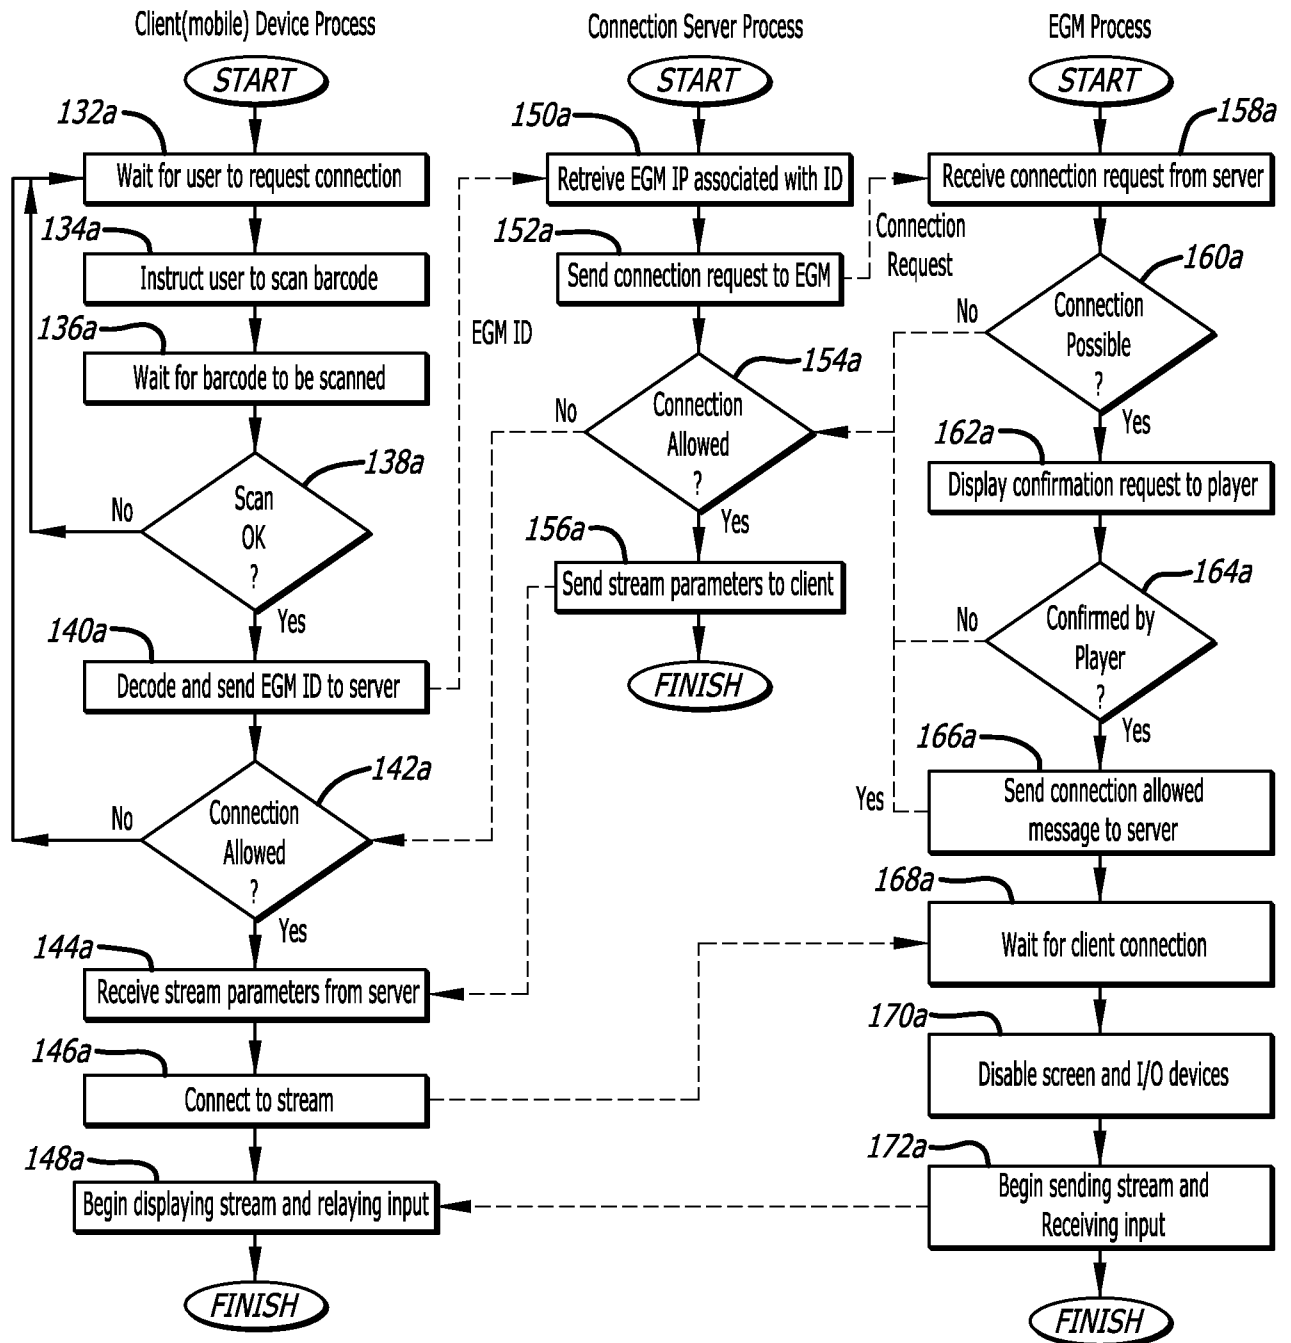 Client(mobile) Device Process
START
132a
Wait for user to request connection
134a
Instruct user to scan barcode
136a
Wait for barcode to be scanned
138a
Scan
OK
?
No
Yes
140a
Decode and send EGM ID to server
EGM ID
142a
Connection
Allowed
?
No
Yes
144a
Receive stream parameters from server
146a
Connect to stream
148a
Begin displaying stream and relaying input
FINISH
Connection Server Process
START
150a
Retreive EGM IP associated with ID
152a
Send connection request to EGM
Connection
Request
154a
Connection
Allowed
?
No
Yes
156a
Send stream parameters to client
FINISH
EGM Process
START
158a
Receive connection request from server
160a
Connection
Possible
?
No
Yes
162a
Display confirmation request to player
164a
Confirmed by
Player
?
No
Yes
166a
Send connection allowed
message to server
Yes
168a
Wait for client connection
170a
Disable screen and I/O devices
172a
Begin sending stream and
Receiving input
FINISH